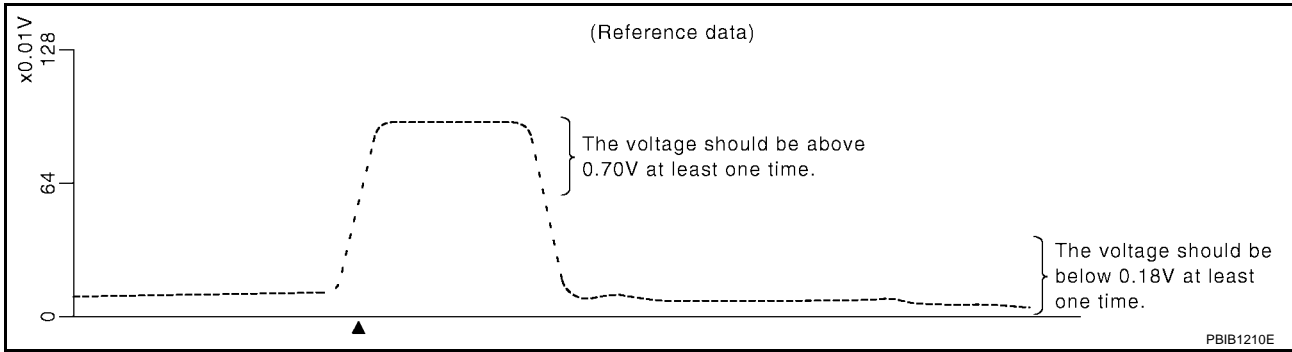 (Reference data)
x0.01V
128
64
0
The voltage should be above
0.70V at least one time.
The voltage should be
below 0.18V at least
one time.
PBIB1210E